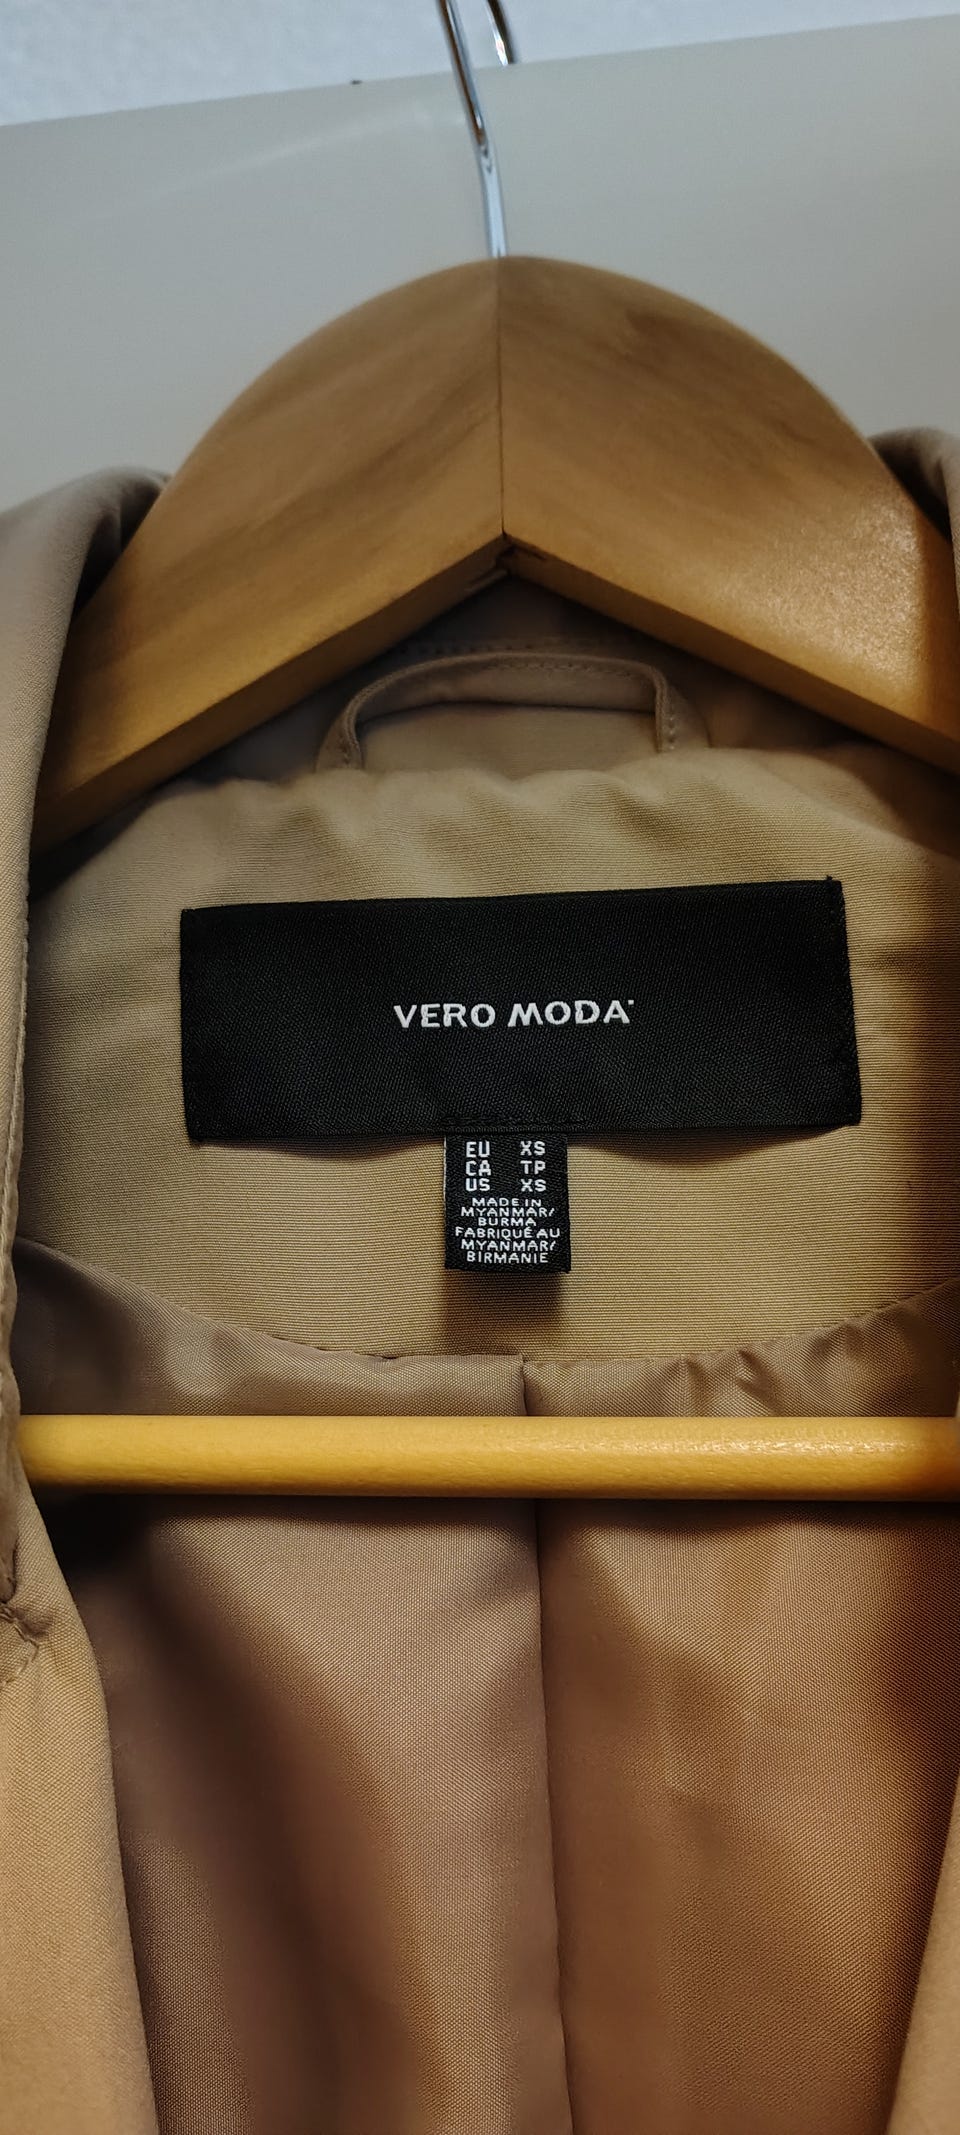 VERO MODA
EU XS
CA TP
US XS
MADE IN
MYANMAR/
BURMA
FABRIQUÉ AU
MYANMAR/
BIRMANIE